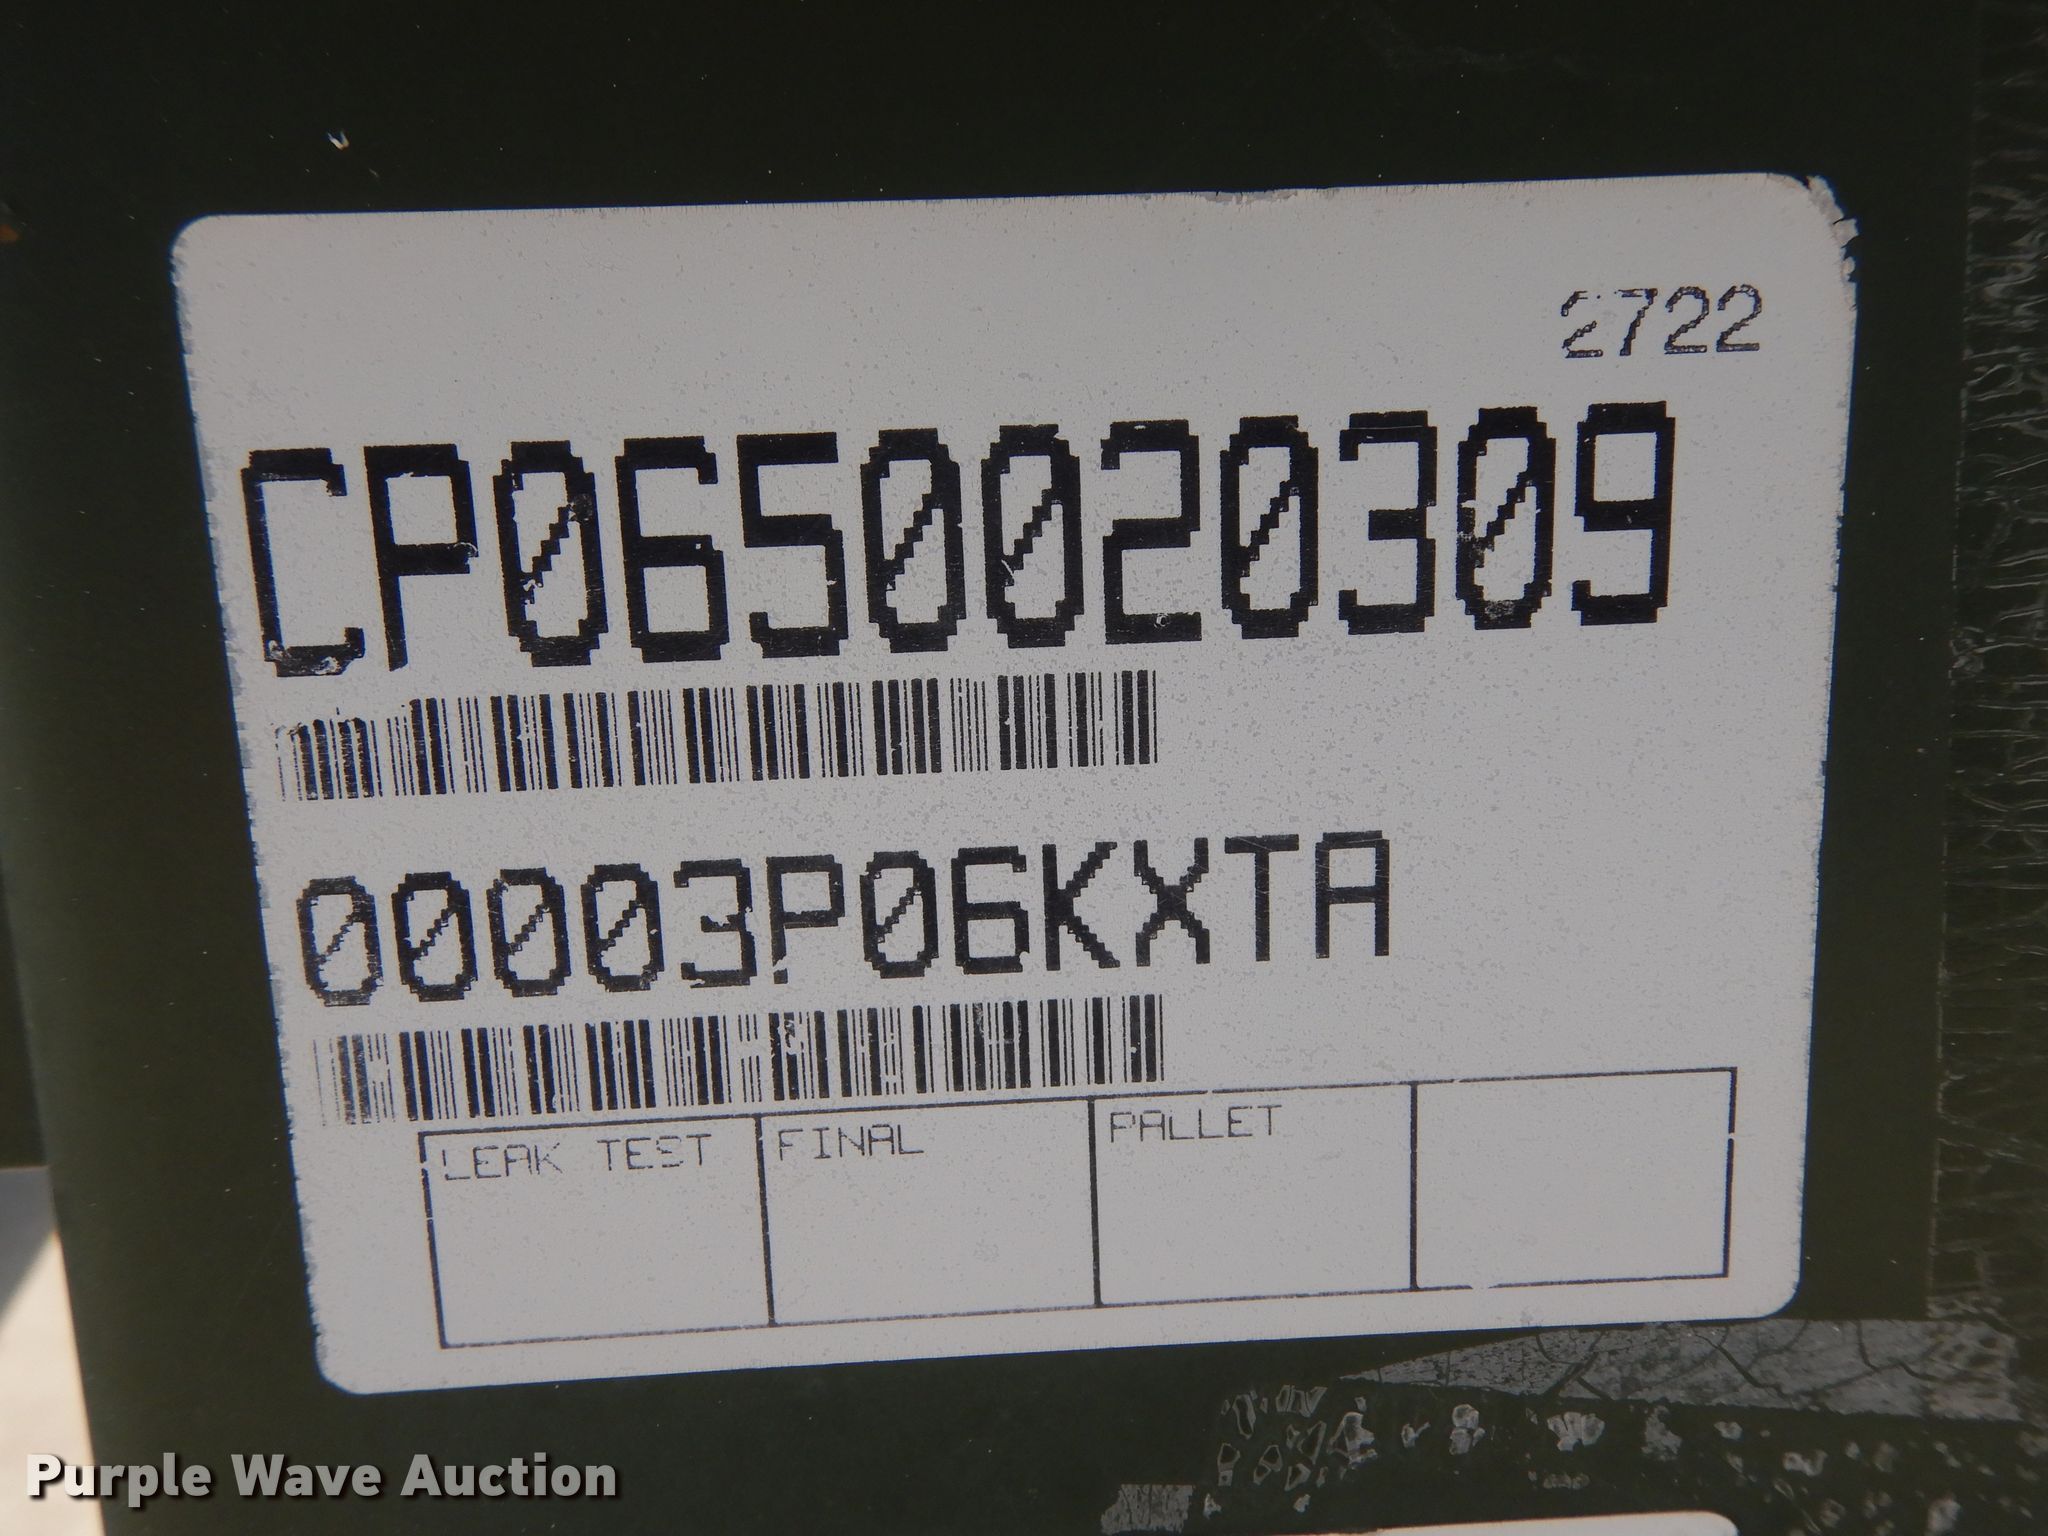 2722
CP0650020309
00003P06KXTA
LEAK TEST FINAL PALLET
Purple Wave Auction